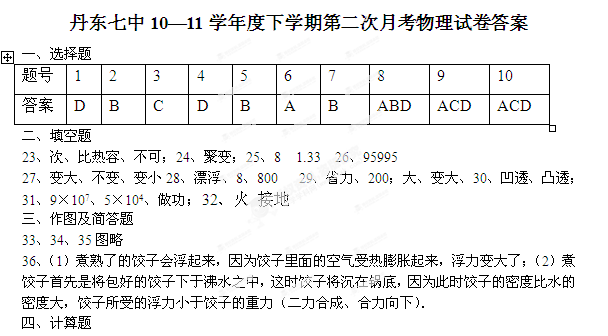 丹东七中 10—11 学年度下学期第二次月考物理试卷答案
一、选择题
题号 1 2 3 4 5 6 7 8 9 10
答案 D B C D B A B ABD ACD ACD
二、填空题
23、次、比热容、不可；24、聚变；25、8 1.33 26、95995
27、变大、不变、变小 28、漂浮、8、800 29、省力、200；大、变大、30、凹透、凸透；
31、9×10⁷、5×10⁴、做功；32、火 接地
三、作图及简答题
33、34、35 图略
36、（1）煮熟了的饺子会浮起来，因为饺子里面的空气受热膨胀起来，浮力变大了；（2）煮
饺子首先是将包好的饺子下于沸水之中，这时饺子将沉在锅底，因为此时饺子的密度比水的
密度大，饺子所受的浮力小于饺子的重力（二力合成、合力向下）.
四、计算题